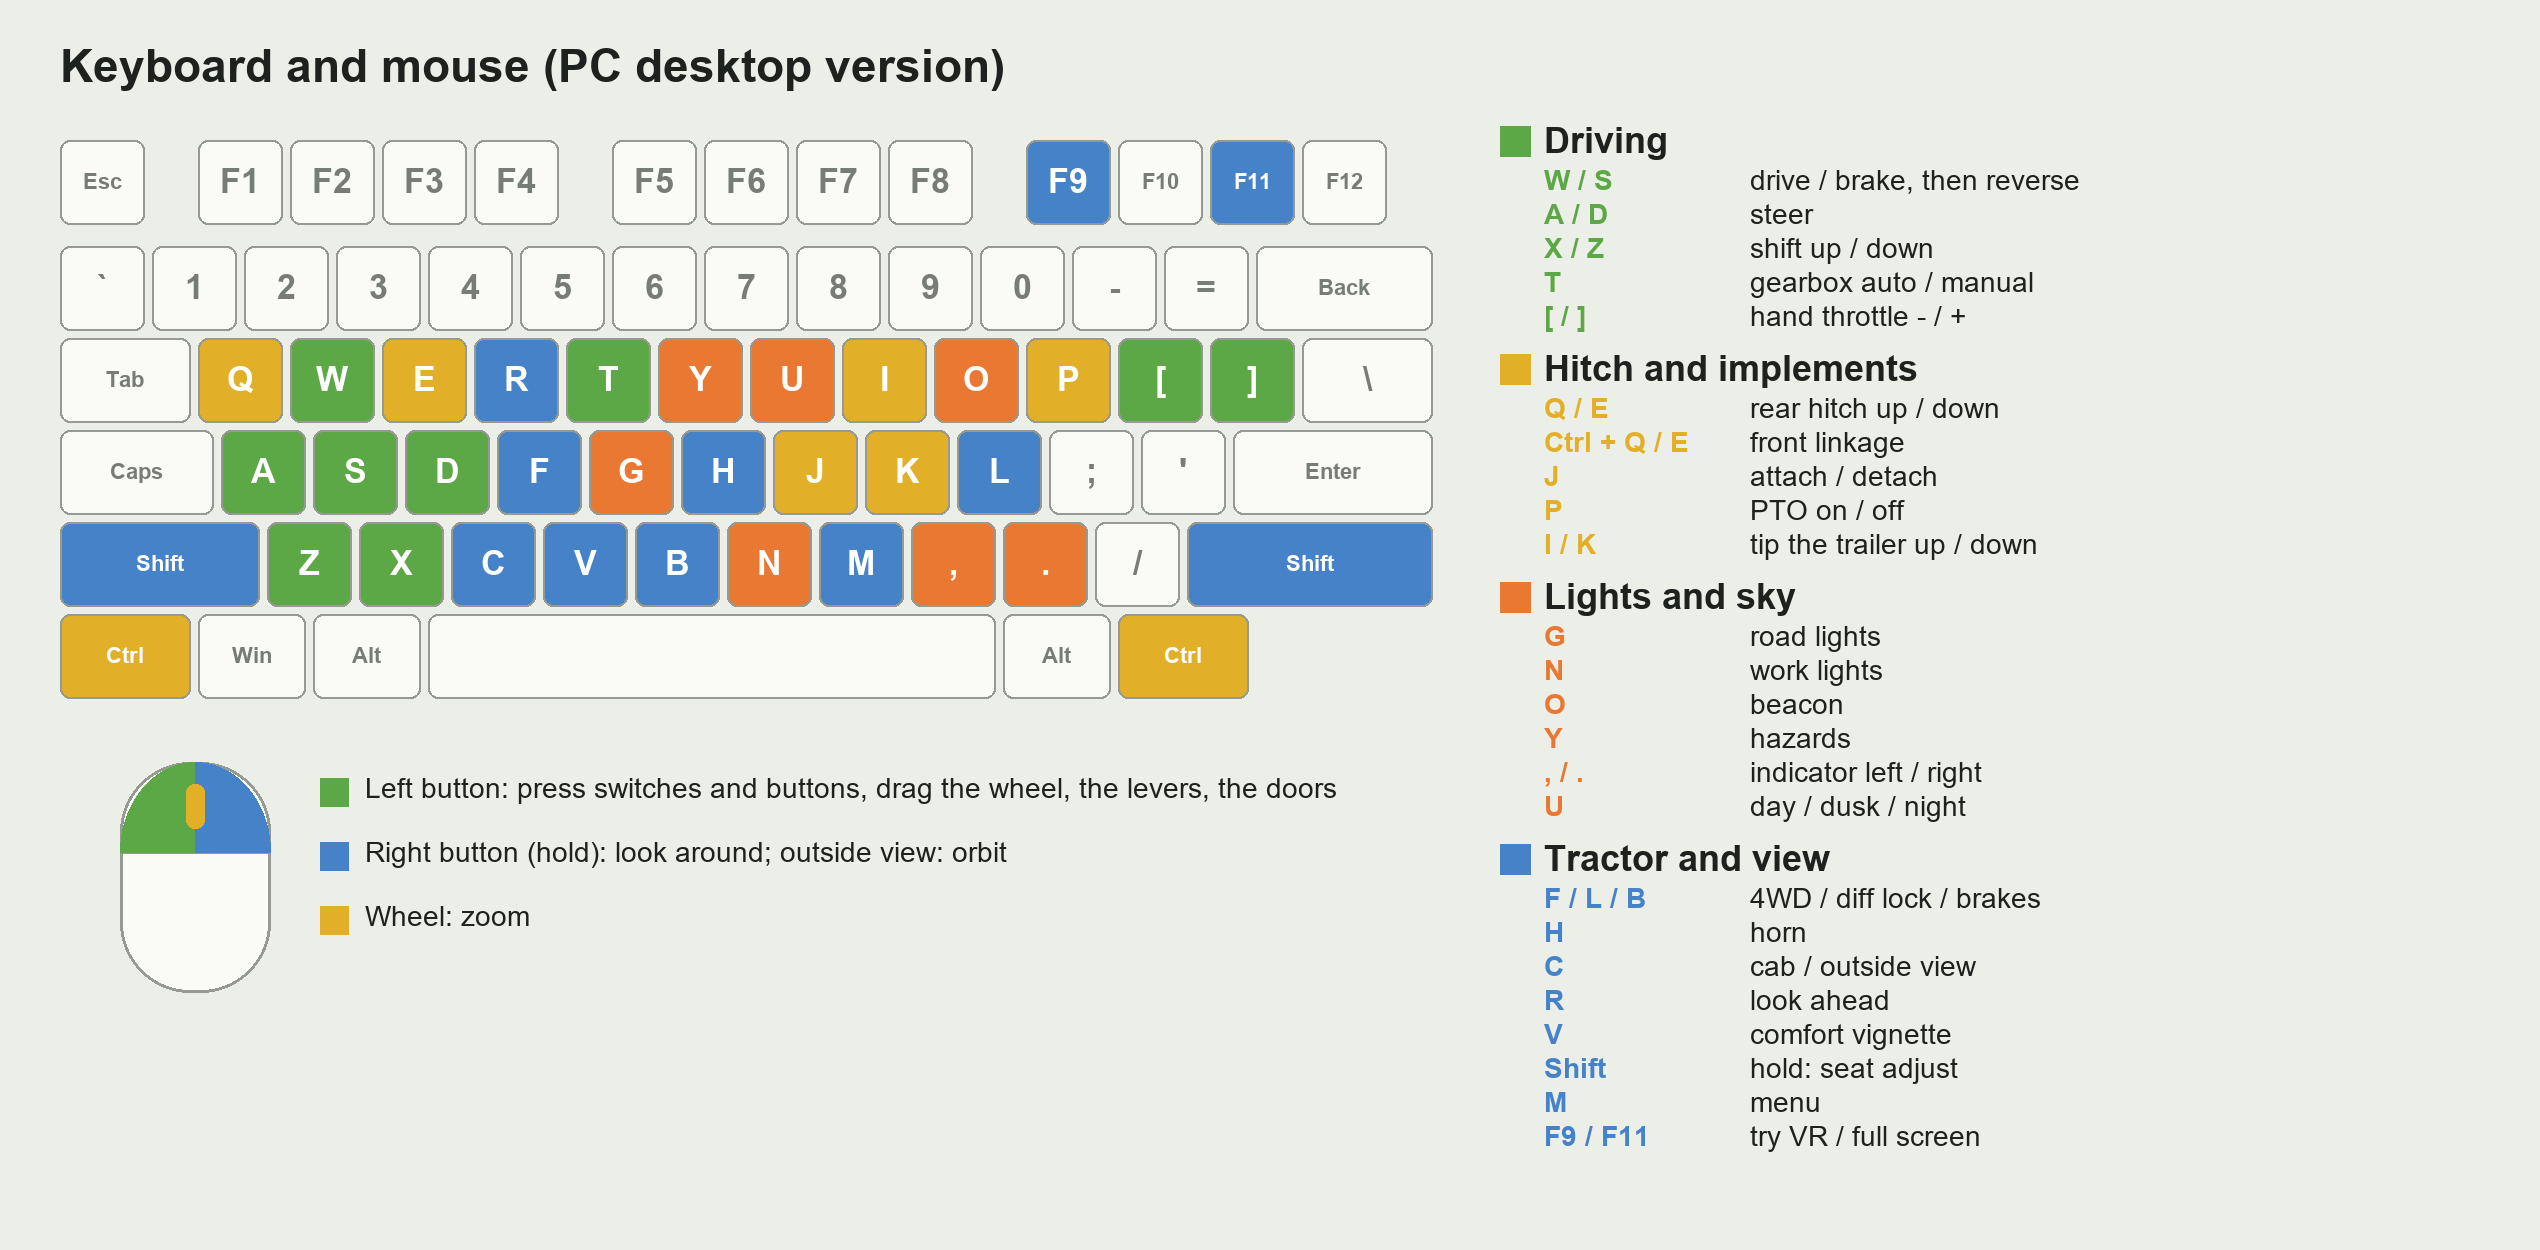 Keyboard and mouse (PC desktop version)
Esc F1 F2 F3 F4 F5 F6 F7 F8 F9 F10 F11 F12
` 1 2 3 4 5 6 7 8 9 0 - = Back
Tab Q W E R T Y U I O P [ ] \
Caps A S D F G H J K L ; ' Enter
Shift Z X C V B N M , . / Shift
Ctrl Win Alt Alt Ctrl
Left button: press switches and buttons, drag the wheel, the levers, the doors
Right button (hold): look around; outside view: orbit
Wheel: zoom
Driving
W / S drive / brake, then reverse
A / D steer
X / Z shift up / down
T gearbox auto / manual
[ / ] hand throttle - / +
Hitch and implements
Q / E rear hitch up / down
Ctrl + Q / E front linkage
J attach / detach
P PTO on / off
I / K tip the trailer up / down
Lights and sky
G road lights
N work lights
O beacon
Y hazards
, / . indicator left / right
U day / dusk / night
Tractor and view
F / L / B 4WD / diff lock / brakes
H horn
C cab / outside view
R look ahead
V comfort vignette
Shift hold: seat adjust
M menu
F9 / F11 try VR / full screen